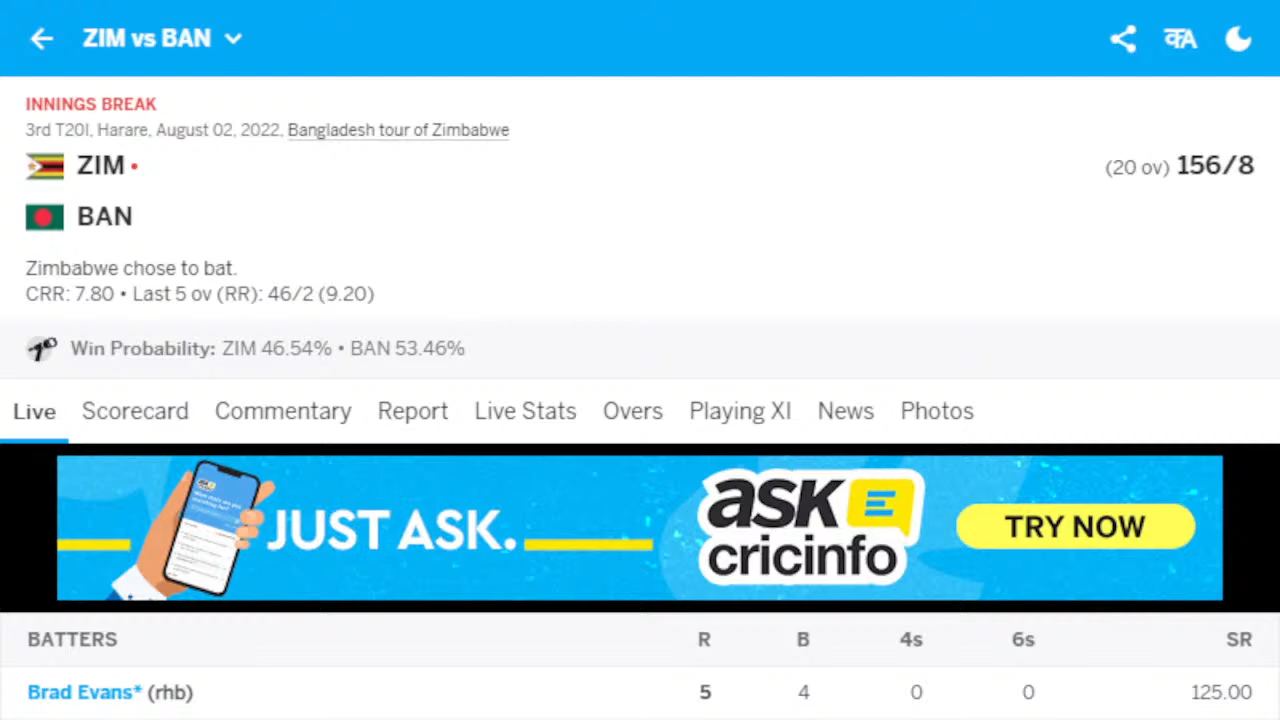 ZIM vs BAN
INNINGS BREAK
3rd T20I, Harare, August 02, 2022, Bangladesh tour of Zimbabwe
ZIM • (20 ov) 156/8
BAN
Zimbabwe chose to bat.
CRR: 7.80 • Last 5 ov (RR): 46/2 (9.20)
Win Probability: ZIM 46.54% • BAN 53.46%
Live Scorecard Commentary Report Live Stats Overs Playing XI News Photos
JUST ASK.
ask
cricinfo
TRY NOW
BATTERS R B 4s 6s SR
Brad Evans* (rhb) 5 4 0 0 125.00